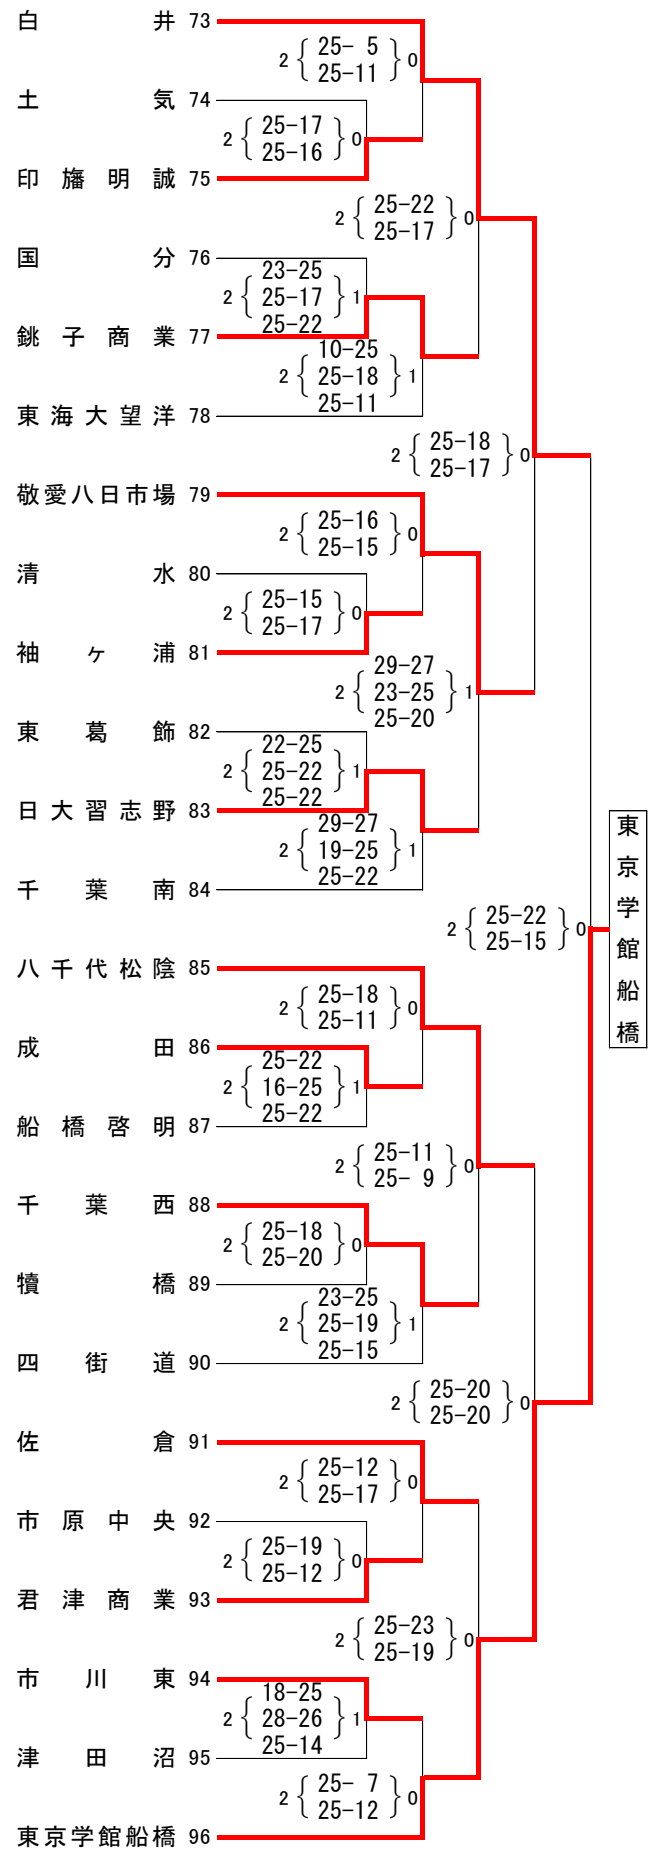 白井 73
2 25- 5 0
25-11
土気 74
2 25-17 0
25-16
印旛明誠 75
2 25-22 0
25-17
国分 76
23-25
2 25-17 1
25-22
銚子商業 77
10-25
2 25-18 1
25-11
東海大望洋 78
2 25-18 0
25-17
敬愛八日市場 79
2 25-16 0
25-15
清水 80
2 25-15 0
25-17
袖ヶ浦 81
29-27
2 23-25 1
25-20
東葛飾 82
22-25
2 25-22 1
25-22
日大習志野 83
29-27
2 19-25 1
25-22
千葉南 84
2 25-22 0
25-15
東京学館船橋
八千代松陰 85
2 25-18 0
25-11
成田 86
25-22
2 16-25 1
25-22
船橋啓明 87
2 25-11 0
25- 9
千葉西 88
2 25-18 0
25-20
犢橋 89
23-25
2 25-19 1
25-15
四街道 90
2 25-20 0
25-20
佐倉 91
2 25-12 0
25-17
市原中央 92
2 25-19 0
25-12
君津商業 93
2 25-23 0
25-19
市川東 94
18-25
2 28-26 1
25-14
津田沼 95
2 25- 7 0
25-12
東京学館船橋 96